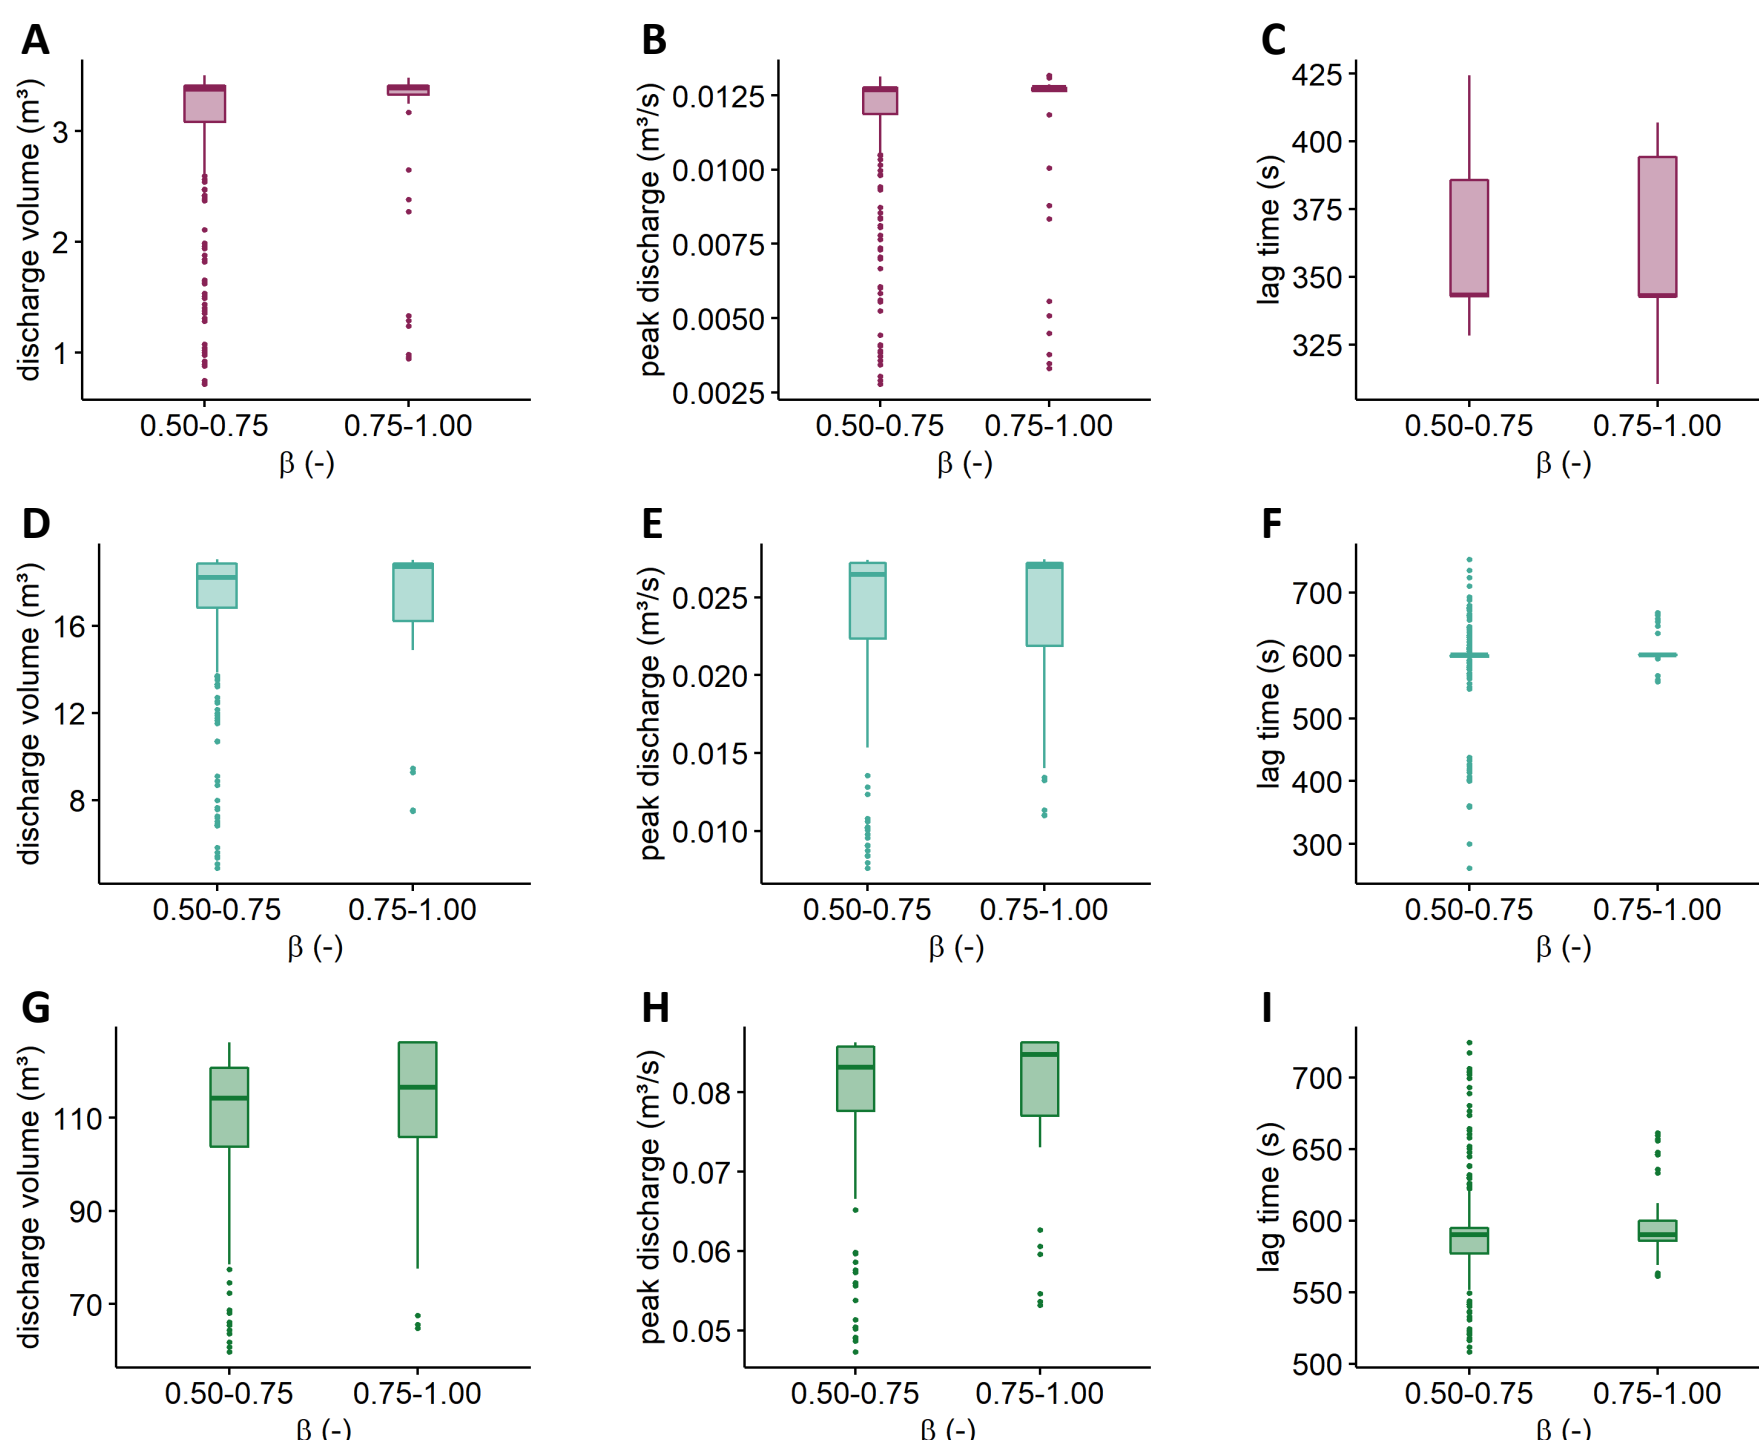 A
discharge volume (m³)
3
2
1
0.50-0.75 0.75-1.00
β (-)
B
peak discharge (m³/s)
0.0125
0.0100
0.0075
0.0050
0.0025
0.50-0.75 0.75-1.00
β (-)
C
lag time (s)
425
400
375
350
325
0.50-0.75 0.75-1.00
β (-)
D
discharge volume (m³)
16
12
8
0.50-0.75 0.75-1.00
β (-)
E
peak discharge (m³/s)
0.025
0.020
0.015
0.010
0.50-0.75 0.75-1.00
β (-)
F
lag time (s)
700
600
500
400
300
0.50-0.75 0.75-1.00
β (-)
G
discharge volume (m³)
110
90
70
0.50-0.75 0.75-1.00
β (-)
H
peak discharge (m³/s)
0.08
0.07
0.06
0.05
0.50-0.75 0.75-1.00
β (-)
I
lag time (s)
700
650
600
550
500
0.50-0.75 0.75-1.00
β (-)